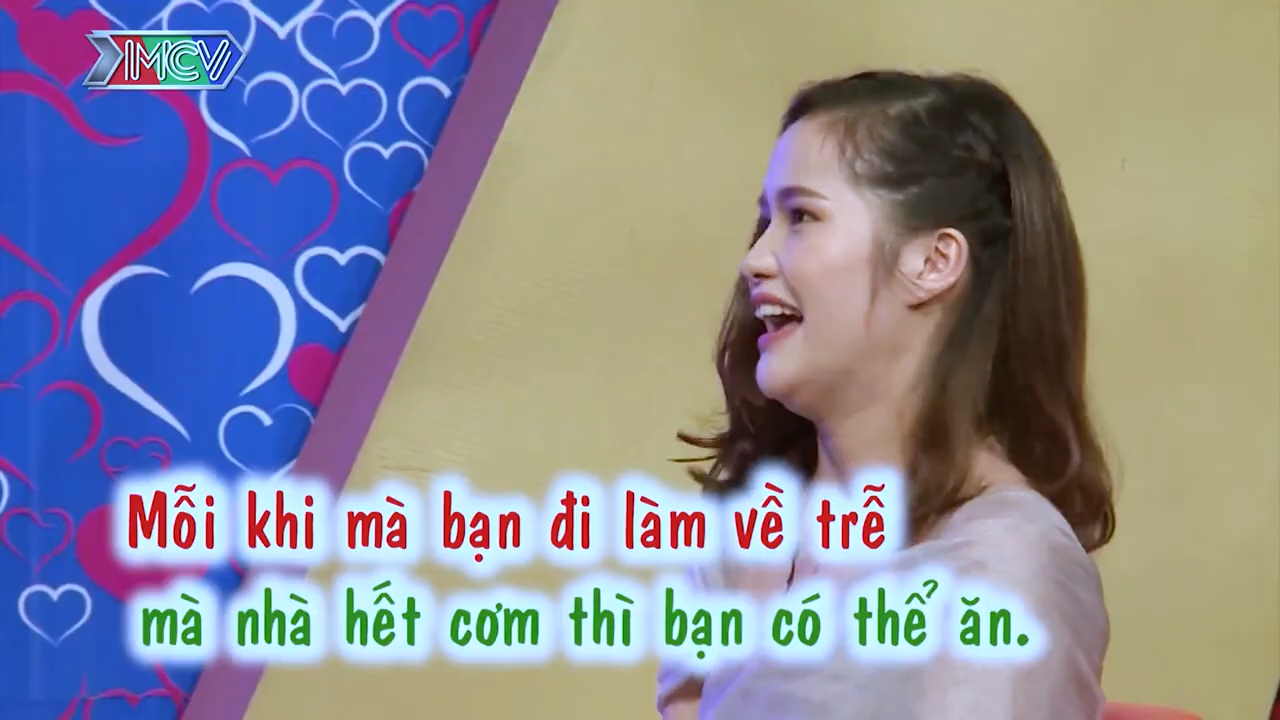 MCV
Mỗi khi mà bạn đi làm về trễ
mà nhà hết cơm thì bạn có thể ăn.